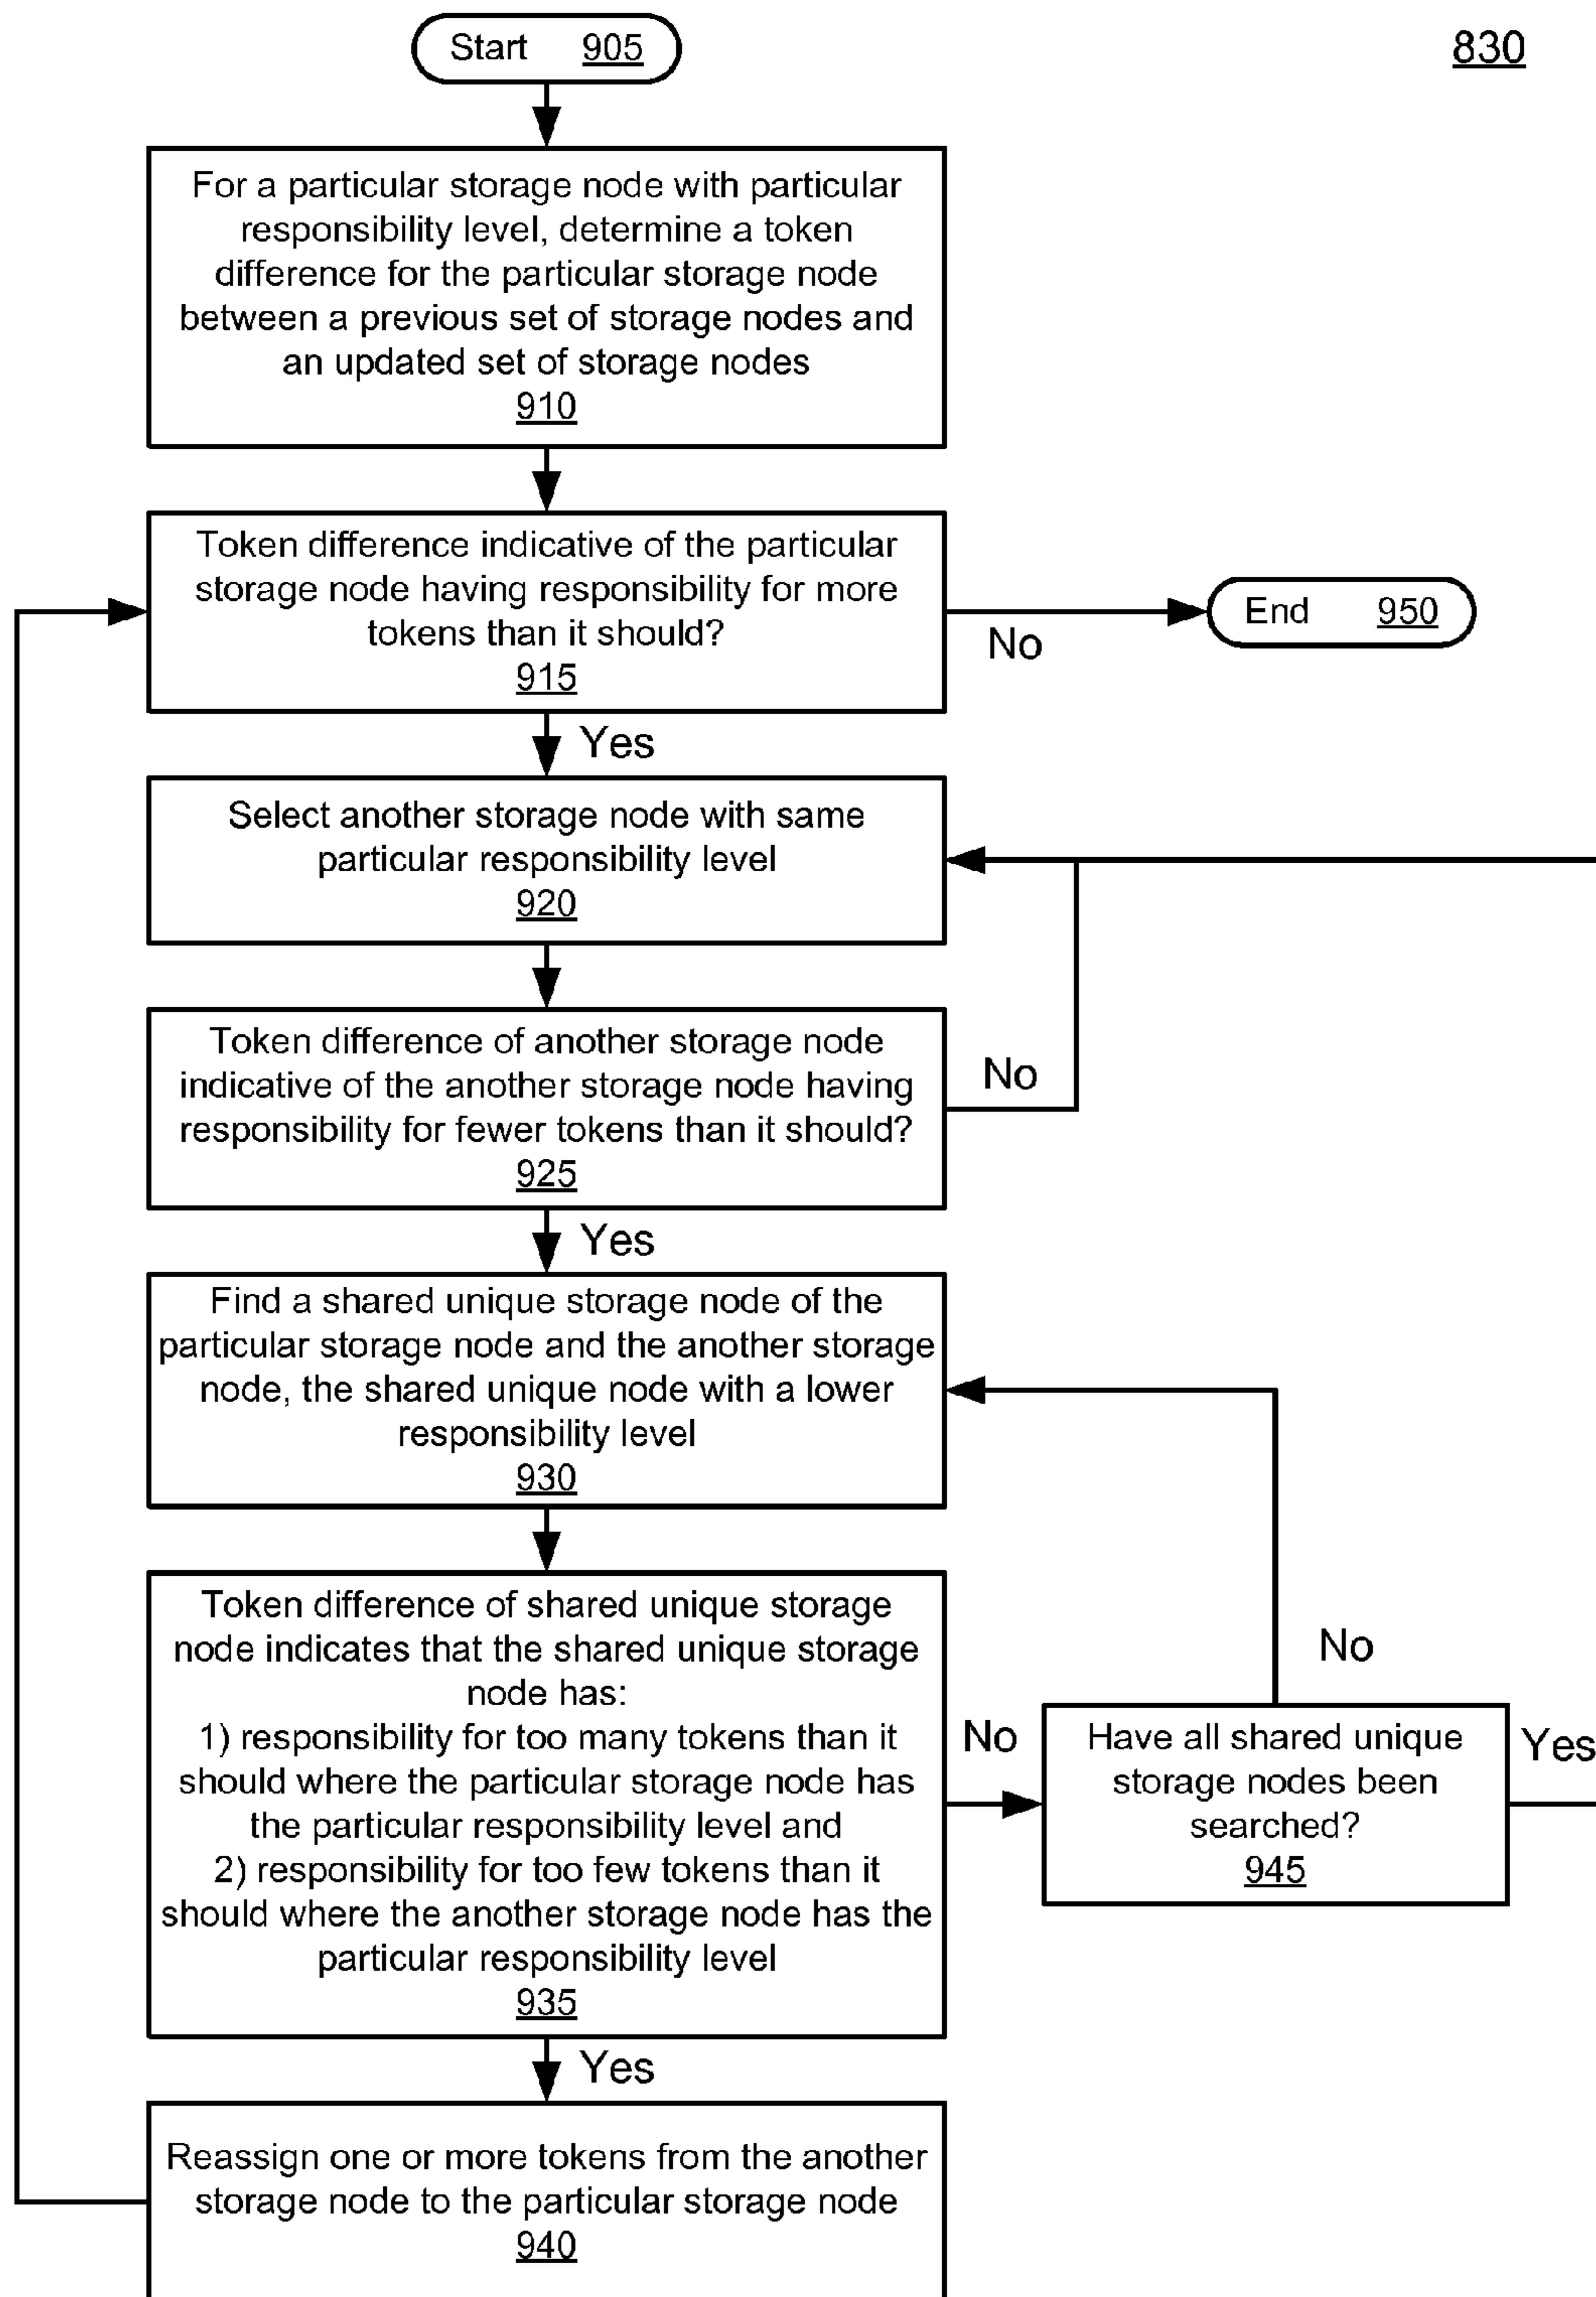 Start 905
830
For a particular storage node with particular
responsibility level, determine a token
difference for the particular storage node
between a previous set of storage nodes and
an updated set of storage nodes
910
Token difference indicative of the particular
storage node having responsibility for more
tokens than it should?
915
No
End 950
Yes
Select another storage node with same
particular responsibility level
920
Token difference of another storage node
indicative of the another storage node having
responsibility for fewer tokens than it should?
925
No
Yes
Find a shared unique storage node of the
particular storage node and the another storage
node, the shared unique node with a lower
responsibility level
930
Token difference of shared unique storage
node indicates that the shared unique storage
node has:
1) responsibility for too many tokens than it
should where the particular storage node has
the particular responsibility level and
2) responsibility for too few tokens than it
should where the another storage node has the
particular responsibility level
935
No
Have all shared unique
storage nodes been
searched?
945
No
Yes
Yes
Reassign one or more tokens from the another
storage node to the particular storage node
940